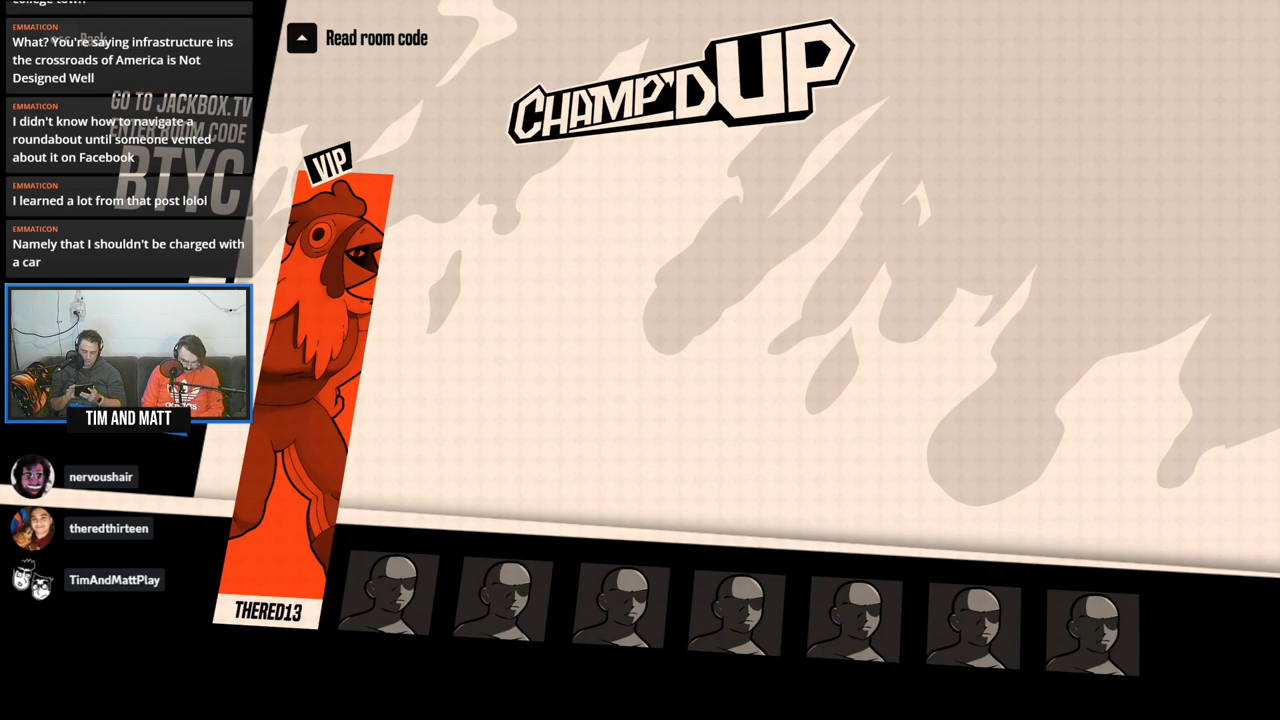 college town
EMMATICON
What? You're saying infrastructure ins
the crossroads of America is Not
Designed Well
EMMATICON
I didn't know how to navigate a
roundabout until someone vented
about it on Facebook
EMMATICON
I learned a lot from that post lolol
EMMATICON
Namely that I shouldn't be charged with
a car
GO TO JACKBOX.TV
ENTER ROOM CODE
BTYC
TIM AND MATT
nervoushair
theredthirteen
TimAndMattPlay
Read room code
CHAMP'D UP
VIP
THERED13